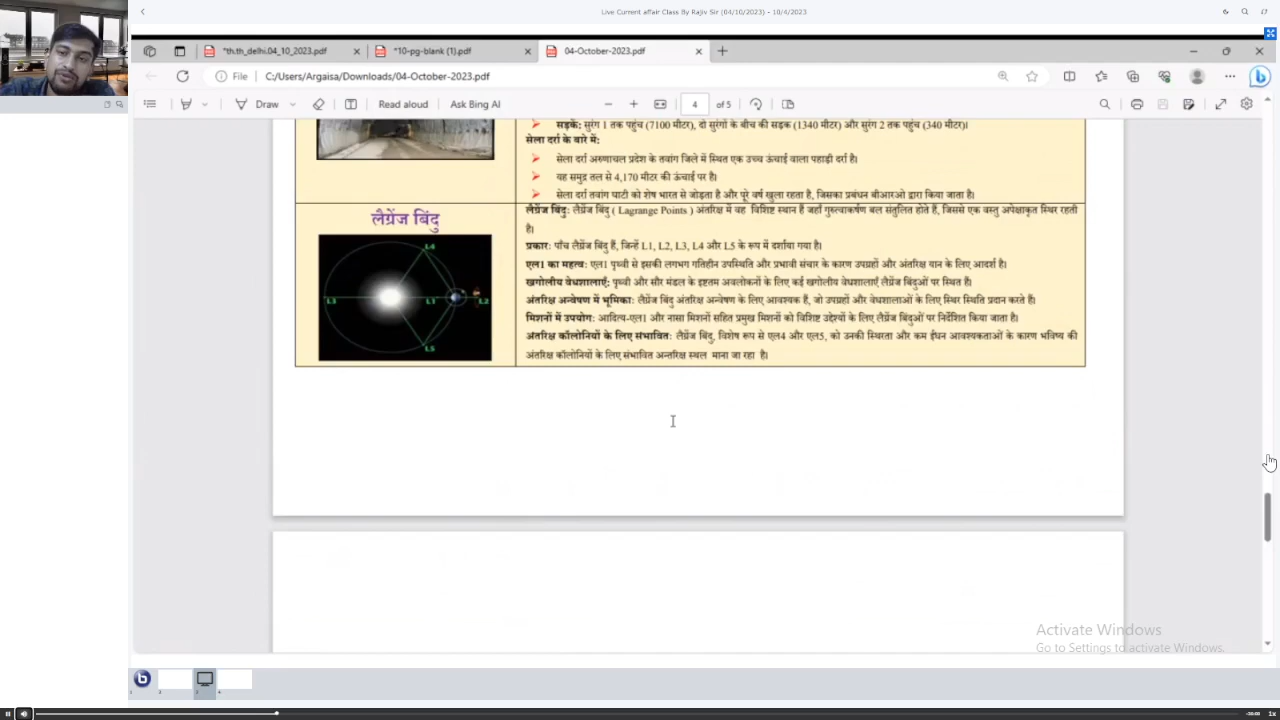 Live Current affair Class By Rajiv Sir (04/10/2023) - 10/4/2023
*th.th_delhi.04_10_2023.pdf
*10-pg-blank (1).pdf
04-October-2023.pdf
File C:/Users/Argaisa/Downloads/04-October-2023.pdf
Draw
Read aloud
Ask Bing AI
4 of 5
सड़कें: सुरंग 1 तक पहुंच (7100 मीटर), दो सुरंगों के बीच की सड़क (1340 मीटर) और सुरंग 2 तक पहुंच (340 मीटर)।
सेला दर्रा के बारे में:
सेला दर्रा अरुणाचल प्रदेश के तवांग जिले में स्थित एक उच्च ऊंचाई वाला पहाड़ी दर्रा है।
यह समुद्र तल से 4,170 मीटर की ऊंचाई पर है।
सेला दर्रा तवांग घाटी को शेष भारत से जोड़ता है और पूरे वर्ष खुला रहता है, जिसका प्रबंधन बीआरओ द्वारा किया जाता है।
लैग्रेंज बिंदु
L4
L3 L1 L2
L5
लैग्रेंज बिंदु: लैग्रेंज बिंदु ( Lagrange Points ) अंतरिक्ष में वह विशिष्ट स्थान हैं जहाँ गुरुत्वाकर्षण बल संतुलित होते हैं, जिससे एक वस्तु अपेक्षाकृत स्थिर रहती
है।
प्रकार: पाँच लैग्रेंज बिंदु हैं, जिन्हें L1, L2, L3, L4 और L5 के रूप में दर्शाया गया है।
एल1 का महत्व: एल1 पृथ्वी से इसकी लगभग गतिहीन उपस्थिति और प्रभावी संचार के कारण उपग्रहों और अंतरिक्ष यान के लिए आदर्श है।
खगोलीय वेधशालाएं: पृथ्वी और सौर मंडल के इष्टतम अवलोकनों के लिए कई खगोलीय वेधशालाएँ लैग्रेंज बिंदुओं पर स्थित हैं।
अंतरिक्ष अन्वेषण में भूमिका: लैग्रेंज बिंदु अंतरिक्ष अन्वेषण के लिए आवश्यक हैं, जो उपग्रहों और वेधशालाओं के लिए स्थिर स्थिति प्रदान करते हैं।
मिशनों में उपयोग: आदित्य-एल1 और नासा मिशनों सहित प्रमुख मिशनों को विशिष्ट उद्देश्यों के लिए लैग्रेंज बिंदुओं पर निर्देशित किया जाता है।
अंतरिक्ष कॉलोनियों के लिए संभावित: लैग्रेंज बिंदु, विशेष रूप से एल4 और एल5, को उनकी स्थिरता और कम ईंधन आवश्यकताओं के कारण भविष्य की
अंतरिक्ष कॉलोनियों के लिए संभावित अन्तरिक्ष स्थल माना जा रहा है।
Activate Windows
Go to Settings to activate Windows.
1x